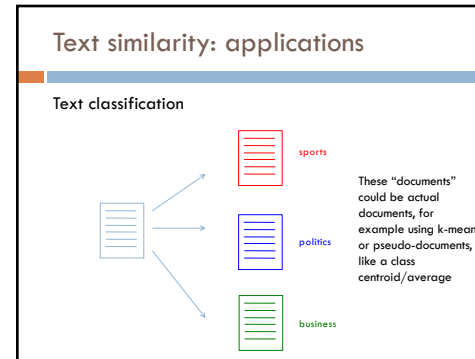 Text similarity: applications
Text classification
sports
politics
business
These "documents"
could be actual
documents, for
example using k-mean
or pseudo-documents,
like a class
centroid/average